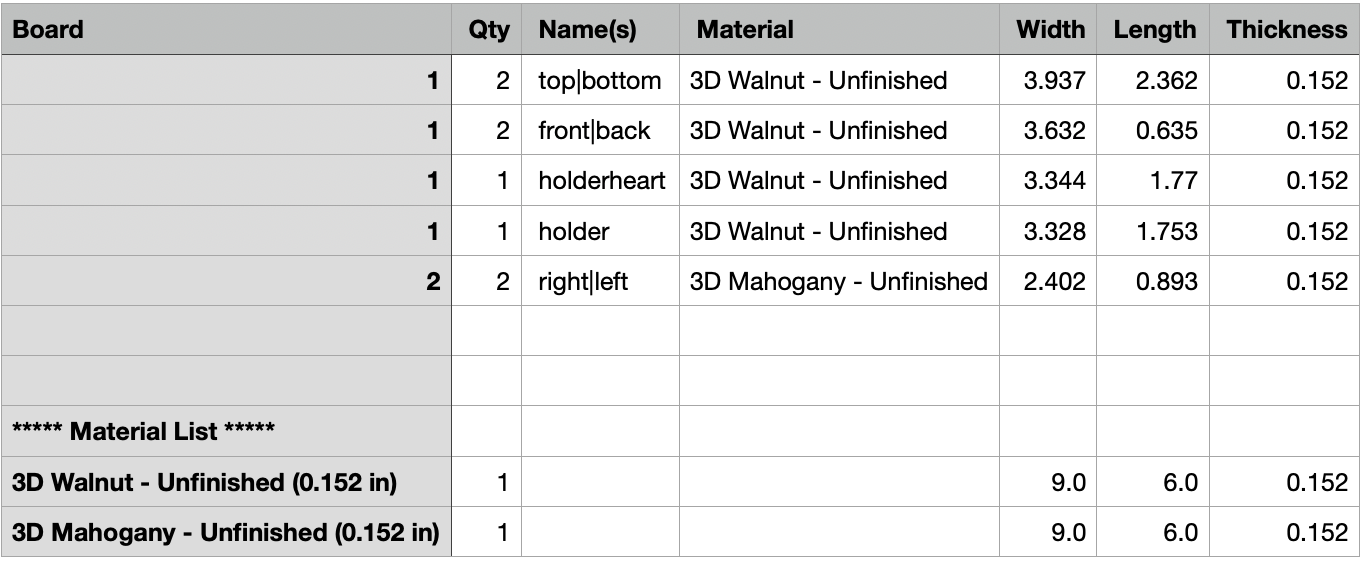 Board Qty Name(s) Material Width Length Thickness
1 2 top|bottom 3D Walnut - Unfinished 3.937 2.362 0.152
1 2 front|back 3D Walnut - Unfinished 3.632 0.635 0.152
1 1 holderheart 3D Walnut - Unfinished 3.344 1.77 0.152
1 1 holder 3D Walnut - Unfinished 3.328 1.753 0.152
2 2 right|left 3D Mahogany - Unfinished 2.402 0.893 0.152
***** Material List *****
3D Walnut - Unfinished (0.152 in) 1 9.0 6.0 0.152
3D Mahogany - Unfinished (0.152 in) 1 9.0 6.0 0.152